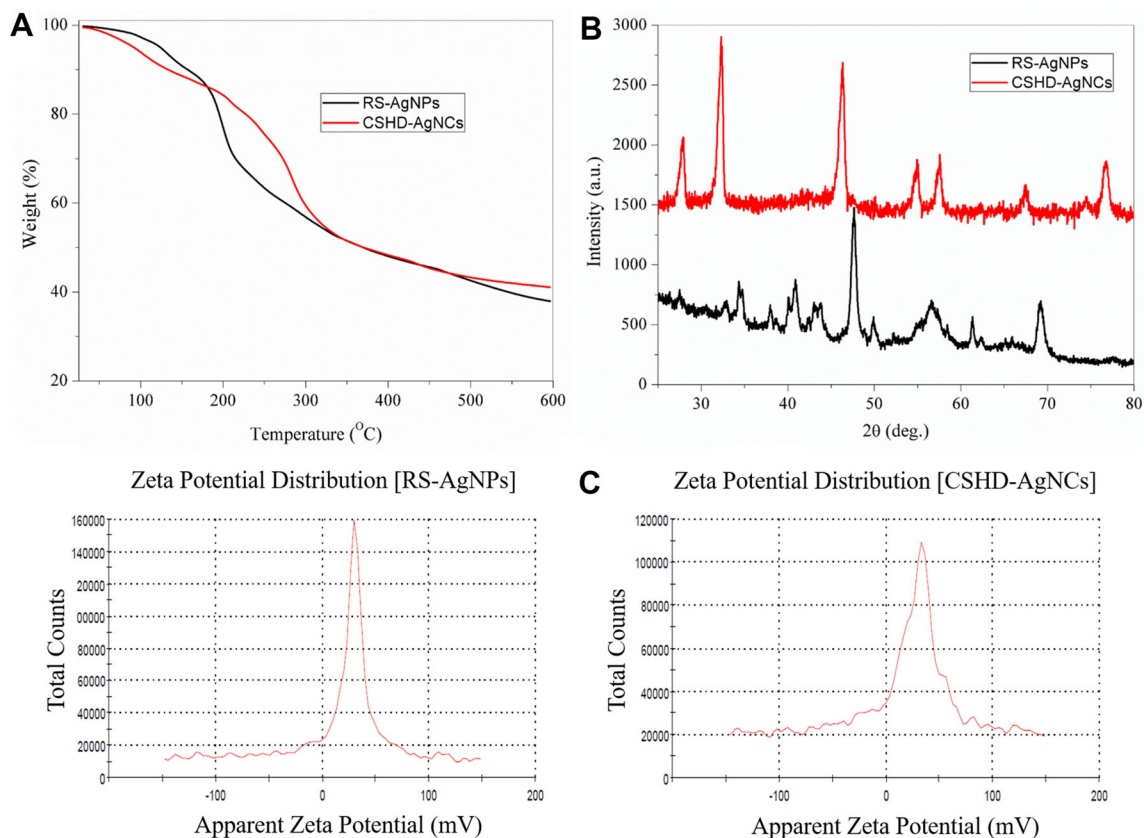 A
100
80
60
40
20
Weight (%)
RS-AgNPs
CSHD-AgNCs
0 100 200 300 400 500 600
Temperature (°C)
B
3000
2500
2000
1500
1000
500
0
Intensity (a.u.)
RS-AgNPs
CSHD-AgNCs
30 40 50 60 70 80
2θ (deg.)
Zeta Potential Distribution [RS-AgNPs]
160000
140000
20000
00000
80000
60000
40000
20000
0
Total Counts
-100 0 100 200
Apparent Zeta Potential (mV)
C
Zeta Potential Distribution [CSHD-AgNCs]
120000
100000
80000
60000
40000
20000
0
Total Counts
-100 0 100 200
Apparent Zeta Potential (mV)